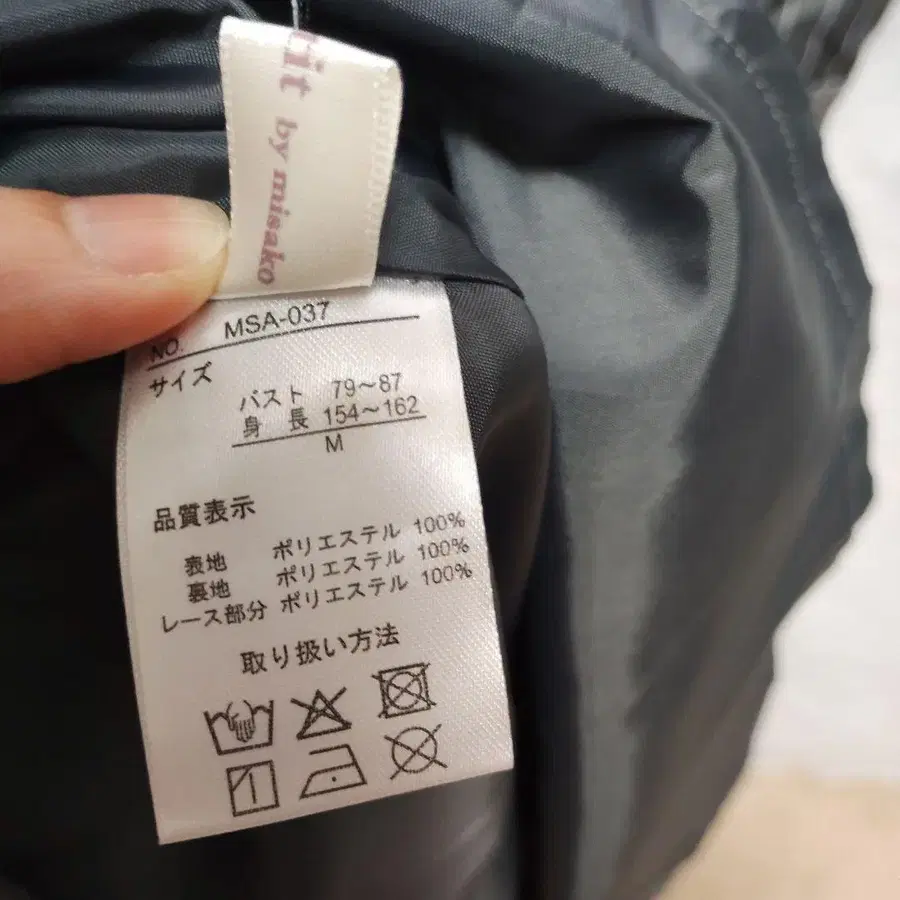 by misako
NO. MSA-037
サイズ
バスト 79～87
身 長 154～162
M
品質表示
表地 ポリエステル 100%
裏地 ポリエステル 100%
レース部分 ポリエステル 100%
取り扱い方法